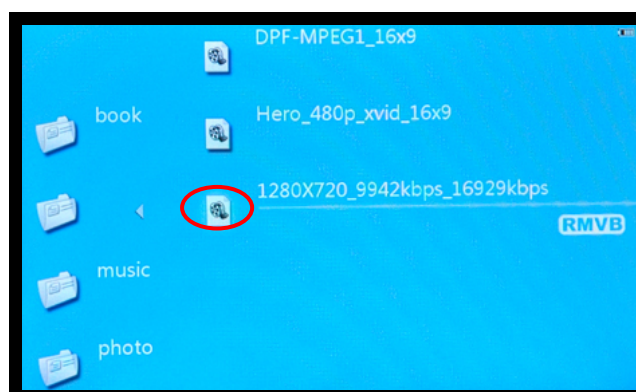 DPF-MPEG1_16x9
book
Hero_480p_xvid_16x9
1280X720_9942kbps_16929kbps
RMVB
music
photo